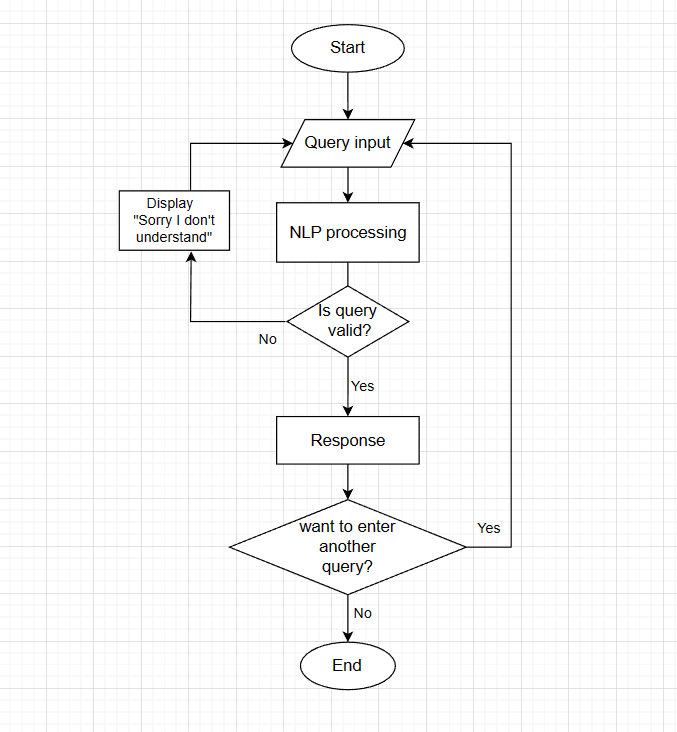 Start
Query input
Display
"Sorry I don't
understand"
NLP processing
Is query
valid?
No
Yes
Response
want to enter
another
query?
Yes
No
End